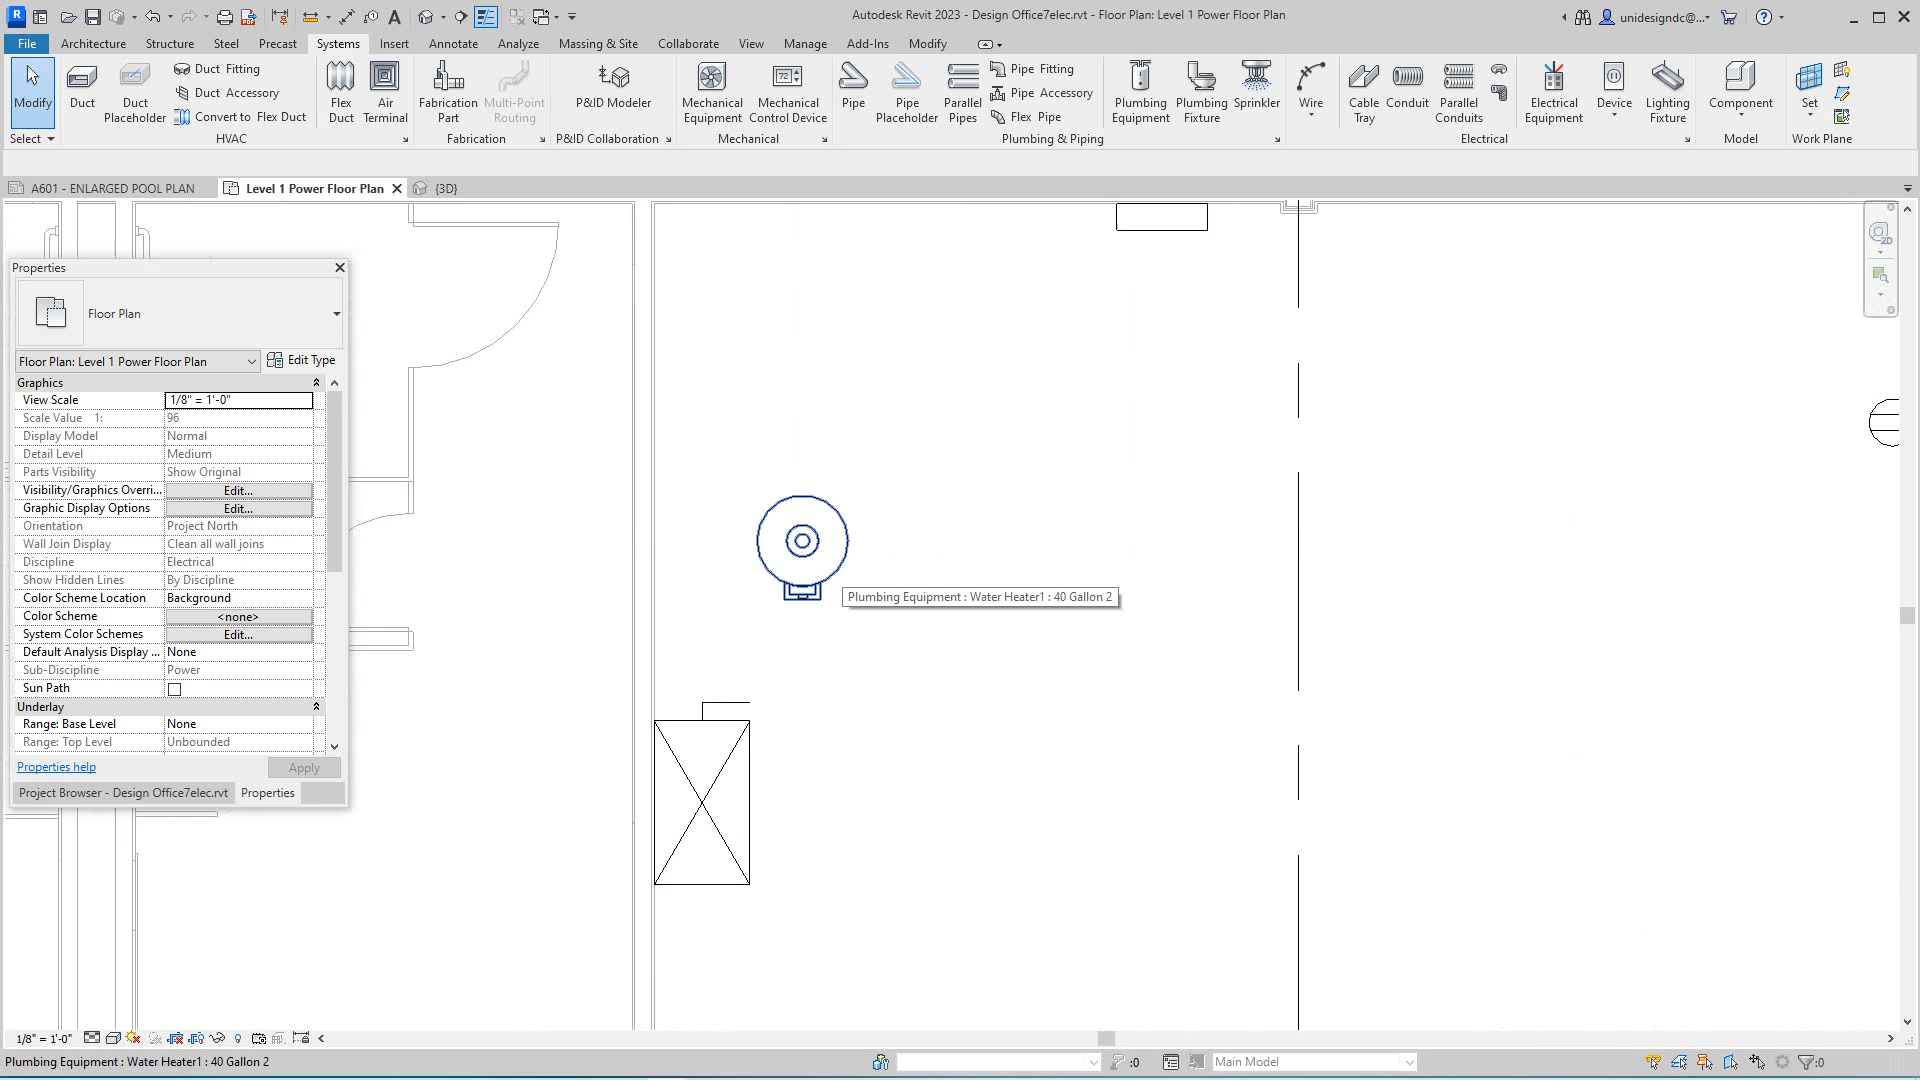 Autodesk Revit 2023 - Design Office7elec.rvt - Floor Plan: Level 1 Power Floor Plan
unidesigndc@...
File Architecture Structure Steel Precast Systems Insert Annotate Analyze Massing & Site Collaborate View Manage Add-Ins Modify
Modify
Select
Duct
Duct Placeholder
Duct Fitting
Duct Accessory
Convert to Flex Duct
Flex Duct
Air Terminal
HVAC
Fabrication Part
Multi-Point Routing
Fabrication
P&ID Modeler
P&ID Collaboration
Mechanical Equipment
Mechanical Control Device
72
Mechanical
Pipe
Pipe Placeholder
Parallel Pipes
Pipe Fitting
Pipe Accessory
Flex Pipe
Plumbing Equipment
Plumbing Fixture
Sprinkler
Plumbing & Piping
Wire
Cable Tray
Conduit
Parallel Conduits
Electrical Equipment
Device
Lighting Fixture
Electrical
Component
Model
Set
Work Plane
A601 - ENLARGED POOL PLAN
Level 1 Power Floor Plan
{3D}
2D
Properties
Floor Plan
Floor Plan: Level 1 Power Floor Plan
Edit Type
Graphics
View Scale 1/8" = 1'-0"
Scale Value 1: 96
Display Model Normal
Detail Level Medium
Parts Visibility Show Original
Visibility/Graphics Overri... Edit...
Graphic Display Options Edit...
Orientation Project North
Wall Join Display Clean all wall joins
Discipline Electrical
Show Hidden Lines By Discipline
Color Scheme Location Background
Color Scheme <none>
System Color Schemes Edit...
Default Analysis Display ... None
Sub-Discipline Power
Sun Path
Underlay
Range: Base Level None
Range: Top Level Unbounded
Properties help Apply
Project Browser - Design Office7elec.rvt Properties
Plumbing Equipment : Water Heater1 : 40 Gallon 2
1/8" = 1'-0"
Plumbing Equipment : Water Heater1 : 40 Gallon 2
:0
Main Model
:0